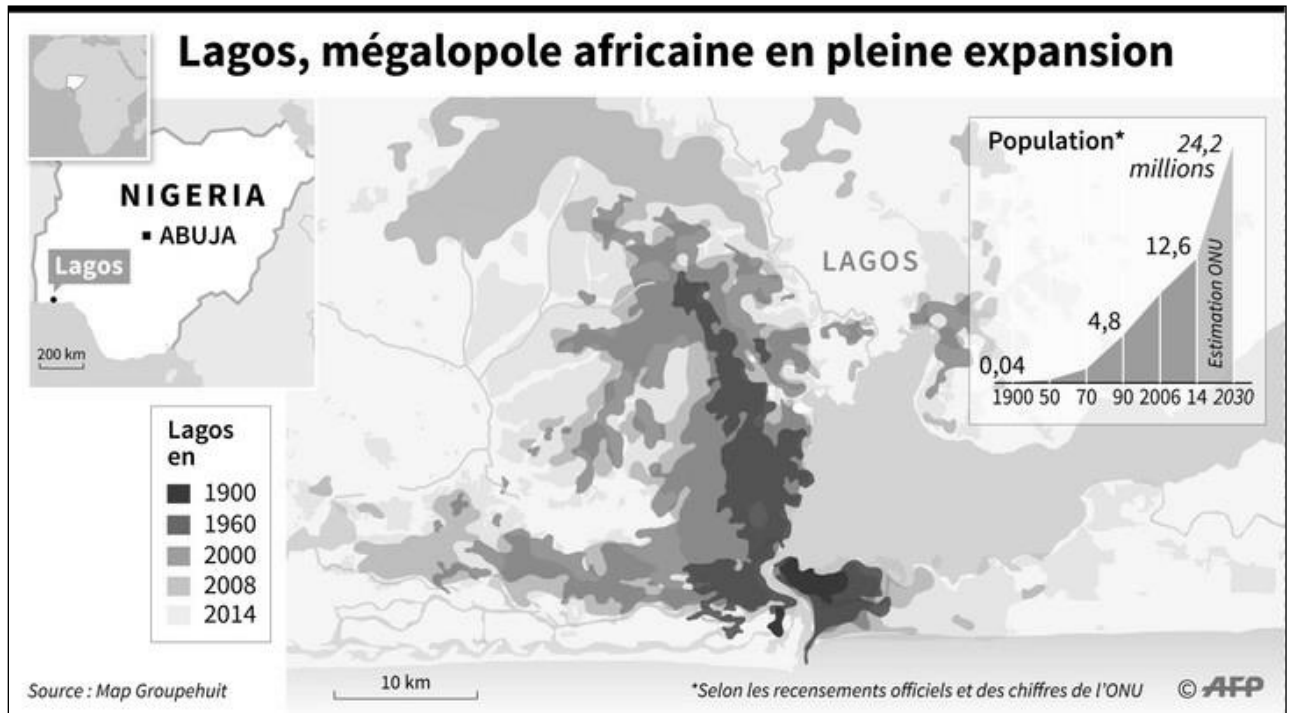 Lagos, mégalopole africaine en pleine expansion
NIGERIA
ABUJA
Lagos
200 km
Lagos
en
1900
1960
2000
2008
2014
LAGOS
Population*
24,2
millions
12,6
4,8
0,04
Estimation ONU
1900 50 70 90 2006 14 2030
Source : Map Groupehuit
10 km
*Selon les recensements officiels et des chiffres de l'ONU
© AFP